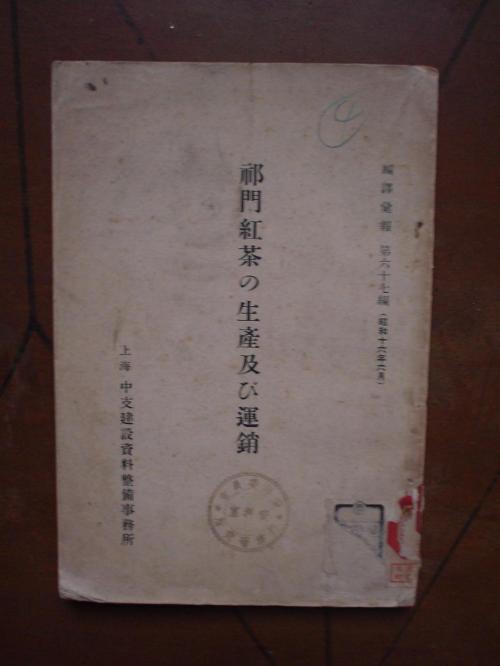 編譯彙報 第六十七編（昭和十六年六月）
祁門紅茶の生產及び運銷
上海 中支建設資料整備事務所